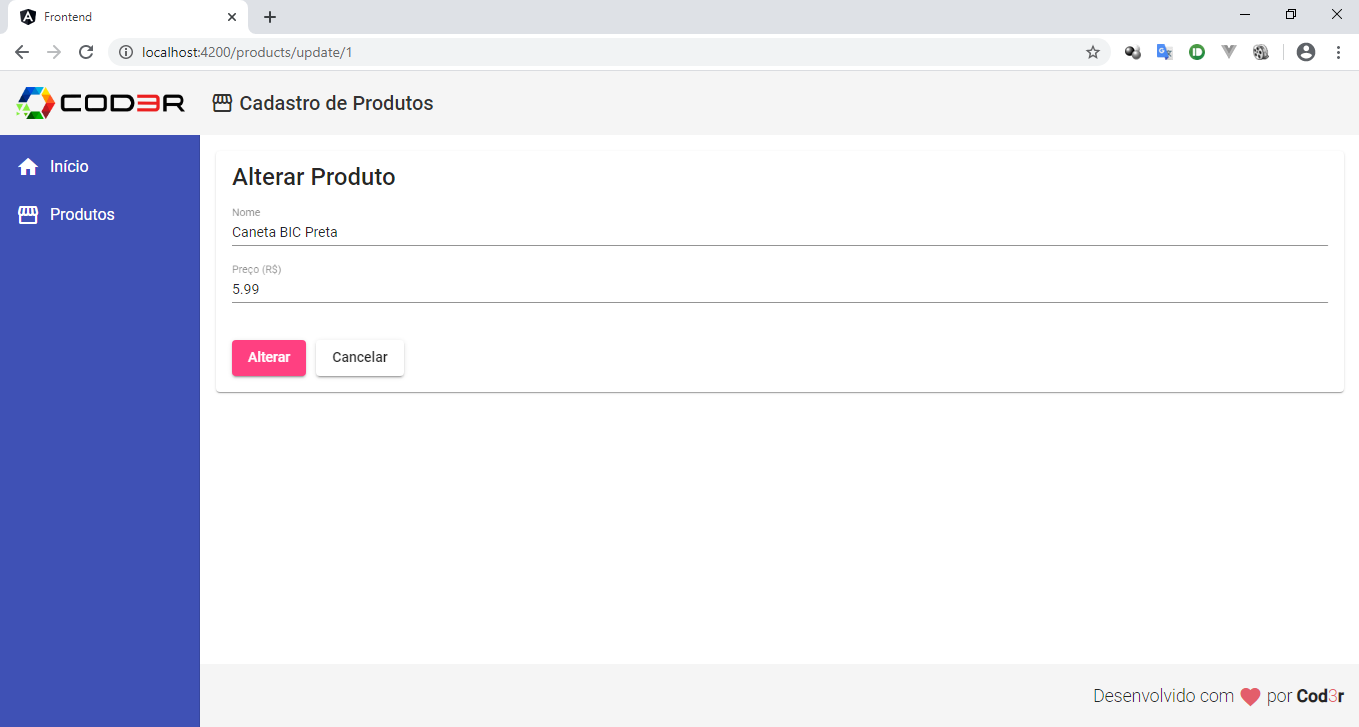 Frontend
localhost:4200/products/update/1
COD3R
Cadastro de Produtos
Início
Produtos
Alterar Produto
Nome
Caneta BIC Preta
Preço (R$)
5.99
Alterar
Cancelar
Desenvolvido com ❤ por Cod3r